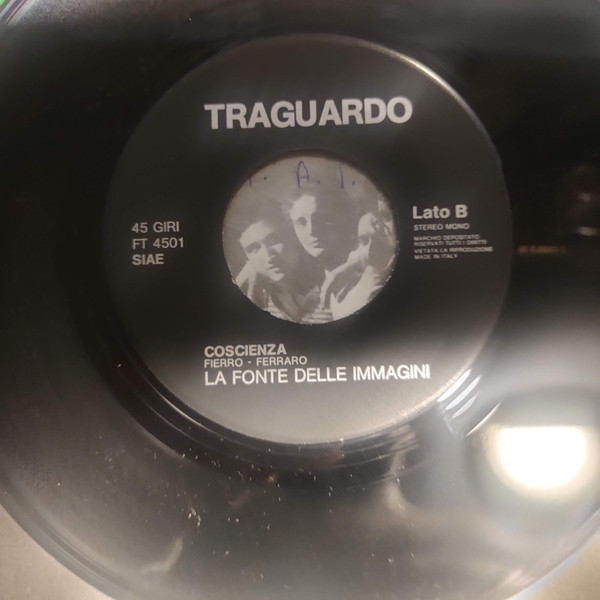 TRAGUARDO
45 GIRI
FT 4501
SIAE
Lato B
STEREO MONO
MARCHIO DEPOSITATO
RISERVATI TUTTI I DIRITTI
VIETATA LA RIPRODUZIONE
MADE IN ITALY
COSCIENZA
FIERRO - FERRARO
LA FONTE DELLE IMMAGINI